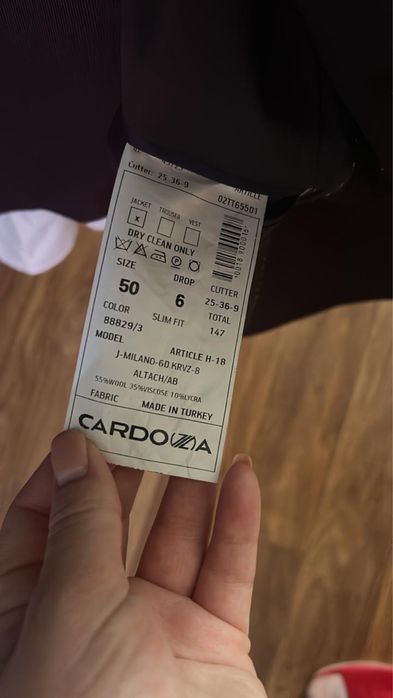 Cutter: 25-36-9
ARTICLE
02TT65501
JACKET TROUSER VEST
X
DRY CLEAN ONLY
P
SIZE DROP CUTTER
50 6 25-36-9
COLOR SLIM FIT TOTAL
88829/3 147
MODEL ARTICLE H-18
J-MILANO-6D KRVZ-8
ALTACH/AB
55%WOOL 35%VISCOSE 10%LYCRA
FABRIC MADE IN TURKEY
CARDOZZA